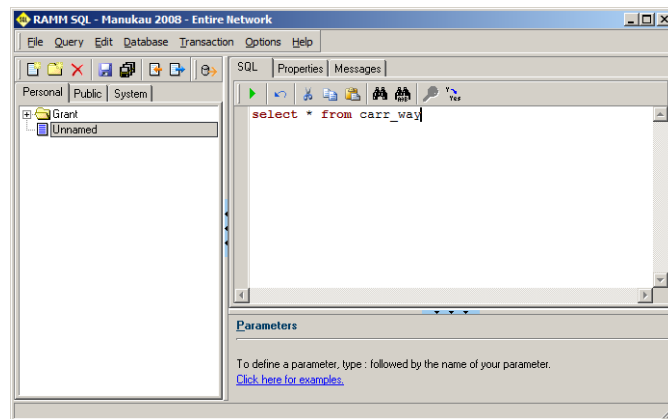 RAMM SQL - Manukau 2008 - Entire Network
File Query Edit Database Transaction Options Help
Personal Public System
Grant
Unnamed
SQL Properties Messages
select * from carr_way
Parameters
To define a parameter, type : followed by the name of your parameter.
Click here for examples.